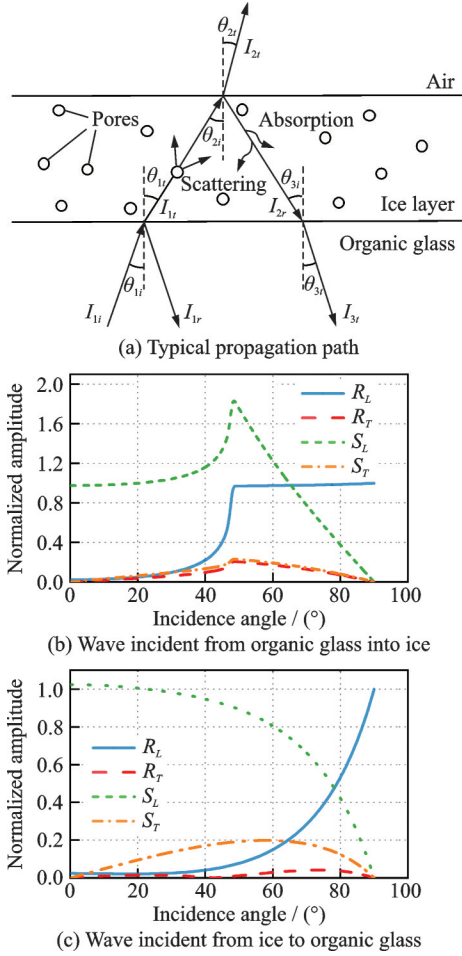 θ2t
I2t
Air
Pores
θ2i
Absorption
θ1t
Scattering
θ3i
I1t
I2r
Ice layer
Organic glass
θ1i
θ3t
I1i
I1r
I3t
(a) Typical propagation path
2.0
1.6
1.2
0.8
0.4
0.0
Normalized amplitude
RL
RT
SL
ST
0 20 40 60 80 100
Incidence angle / (°)
(b) Wave incident from organic glass into ice
1.0
0.8
0.6
0.4
0.2
0.0
Normalized amplitude
RL
RT
SL
ST
0 20 40 60 80 100
Incidence angle / (°)
(c) Wave incident from ice to organic glass